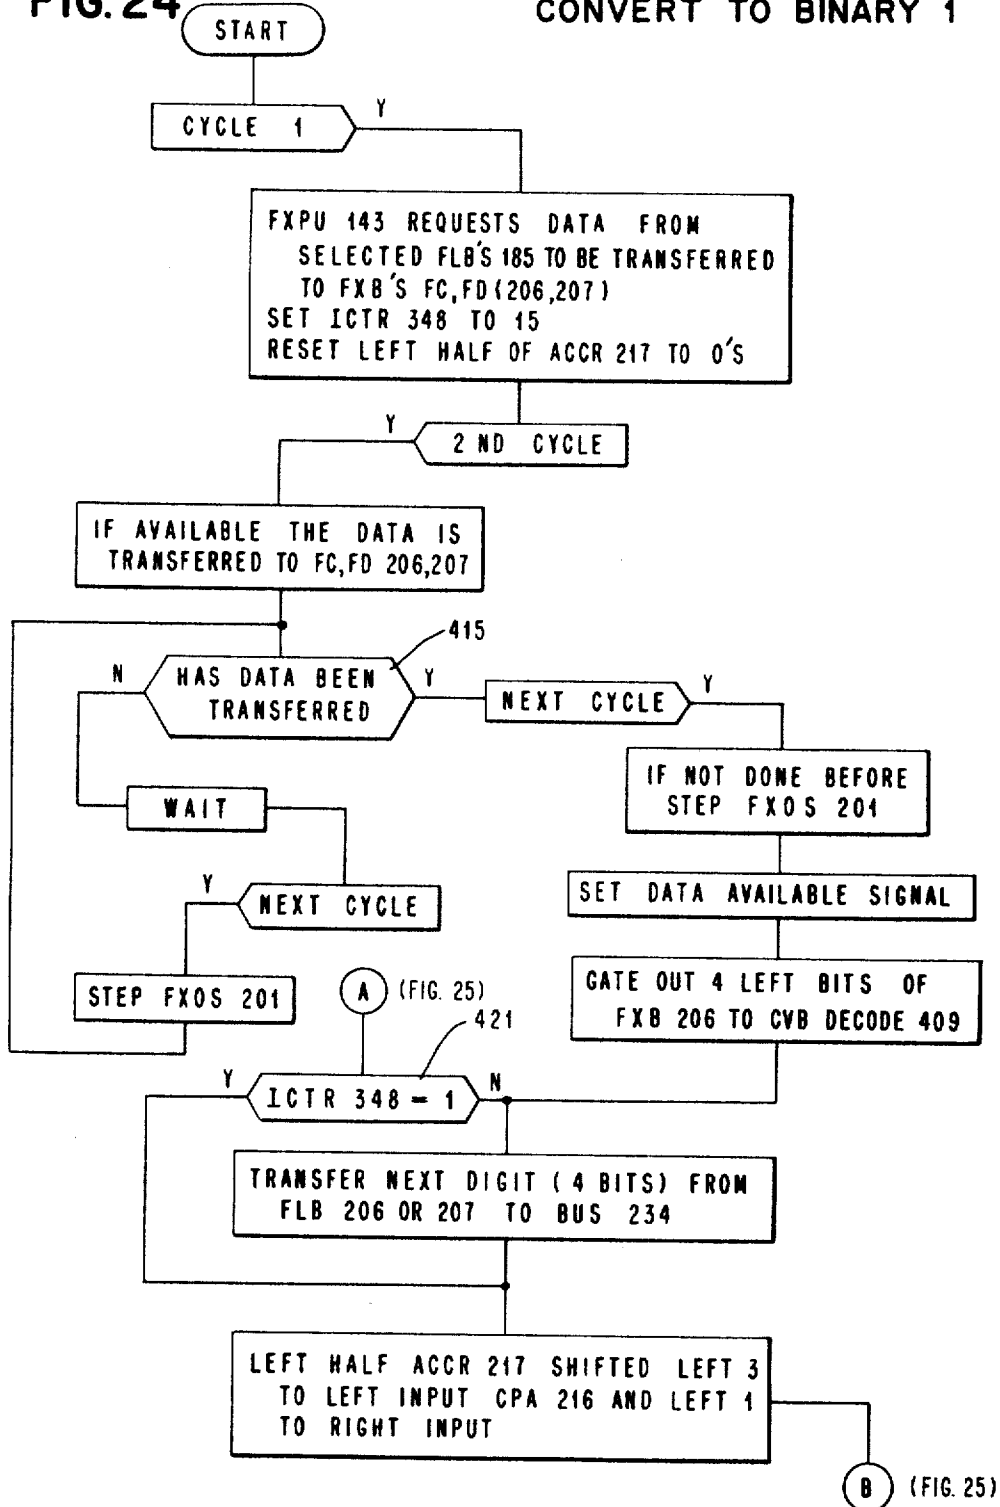 FIG. 24
CONVERT TO BINARY 1
START
CYCLE 1
Y
FXPU 143 REQUESTS DATA FROM
SELECTED FLB'S 185 TO BE TRANSFERRED
TO FXB'S FC,FD (206,207)
SET ICTR 348 TO 15
RESET LEFT HALF OF ACCR 217 TO 0'S
Y
2 ND CYCLE
IF AVAILABLE THE DATA IS
TRANSFERRED TO FC,FD 206,207
415
N
HAS DATA BEEN
TRANSFERRED
Y
NEXT CYCLE
Y
WAIT
IF NOT DONE BEFORE
STEP FXOS 201
Y
NEXT CYCLE
SET DATA AVAILABLE SIGNAL
STEP FXOS 201
A (FIG. 25)
GATE OUT 4 LEFT BITS OF
FXB 206 TO CVB DECODE 409
421
Y
ICTR 348 = 1
N
TRANSFER NEXT DIGIT (4 BITS) FROM
FLB 206 OR 207 TO BUS 234
LEFT HALF ACCR 217 SHIFTED LEFT 3
TO LEFT INPUT CPA 216 AND LEFT 1
TO RIGHT INPUT
B (FIG. 25)